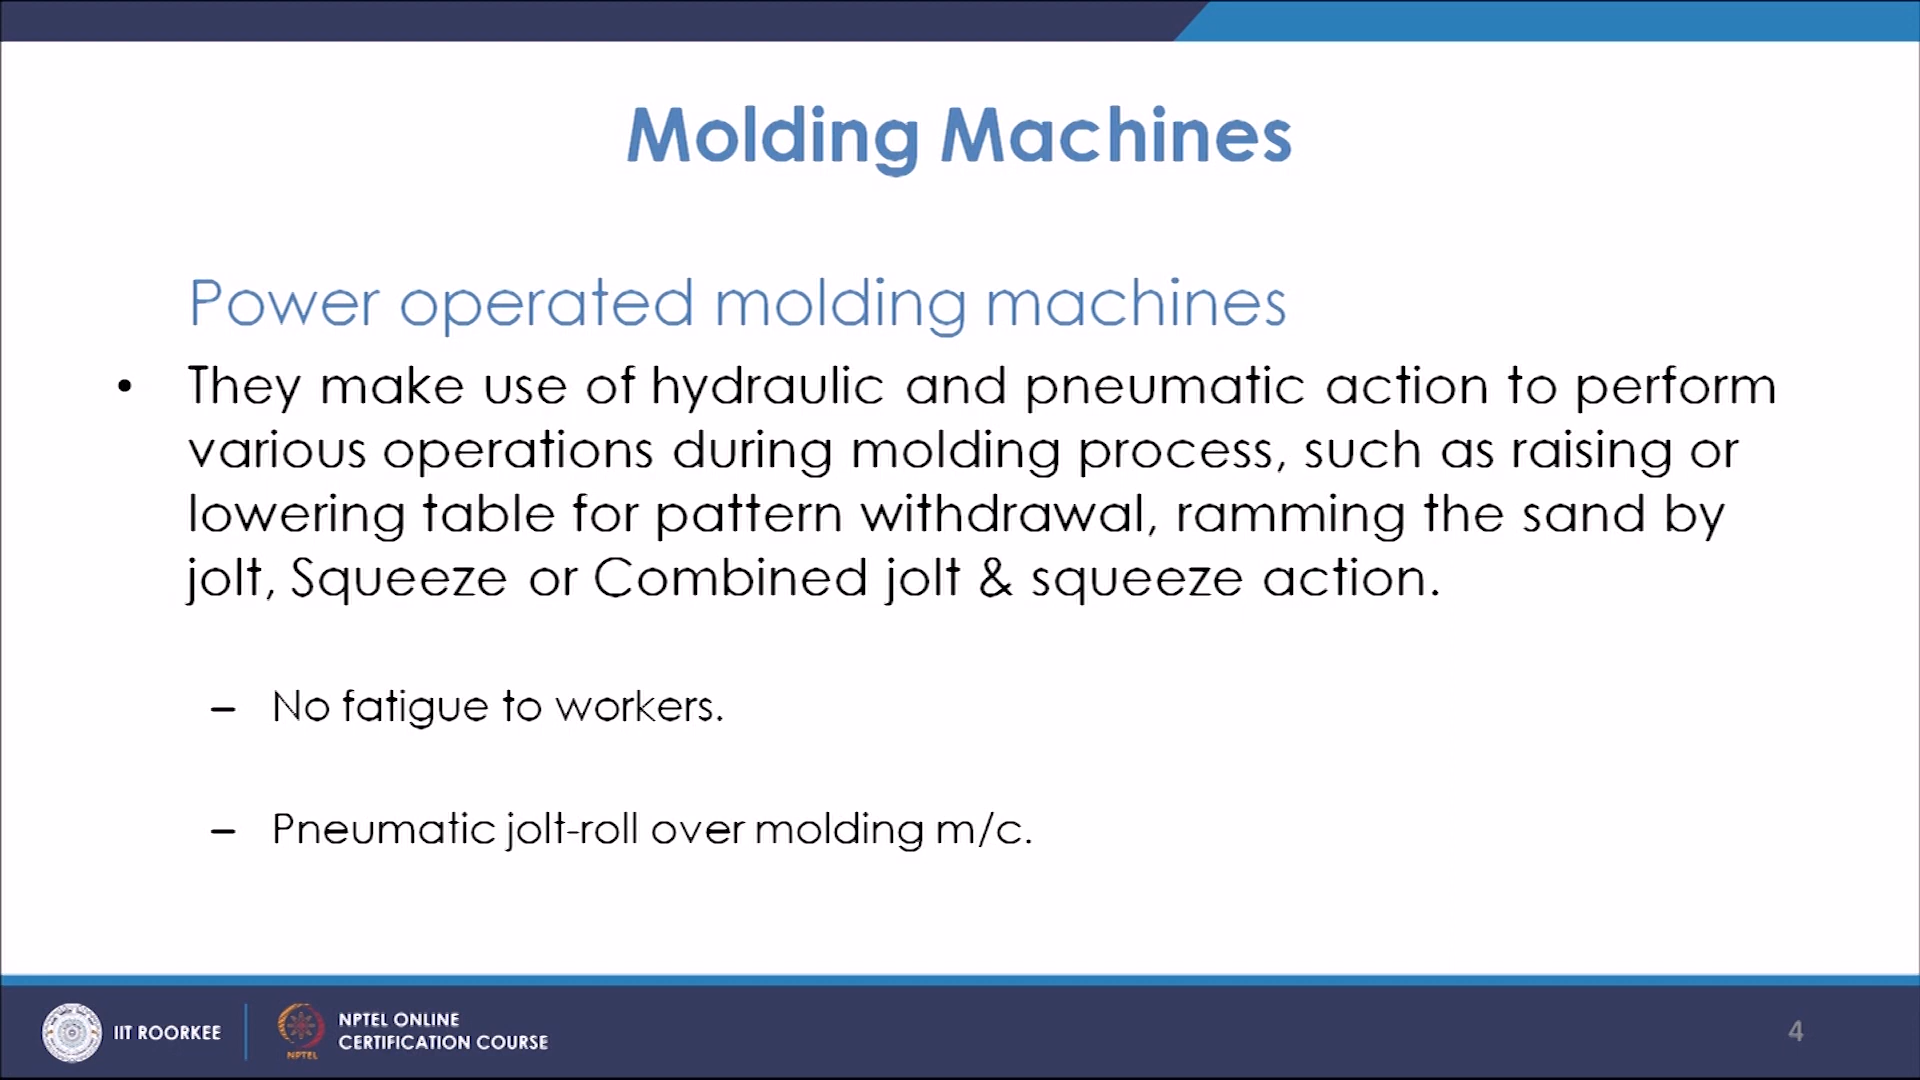 Molding Machines
Power operated molding machines
• They make use of hydraulic and pneumatic action to perform
various operations during molding process, such as raising or
lowering table for pattern withdrawal, ramming the sand by
jolt, Squeeze or Combined jolt & squeeze action.
– No fatigue to workers.
– Pneumatic jolt-roll over molding m/c.
IIT ROORKEE
NPTEL
NPTEL ONLINE
CERTIFICATION COURSE
4